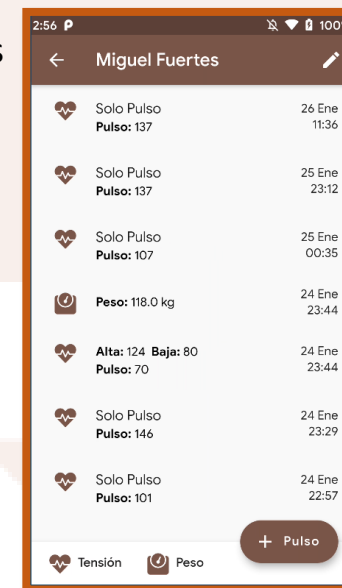 s
2:56 P 100%
Miguel Fuertes
Solo Pulso 26 Ene
Pulso: 137 11:36
Solo Pulso 25 Ene
Pulso: 137 23:12
Solo Pulso 25 Ene
Pulso: 107 00:35
Peso: 118.0 kg 24 Ene
23:44
Alta: 124 Baja: 80 24 Ene
Pulso: 70 23:44
Solo Pulso 24 Ene
Pulso: 146 23:29
Solo Pulso 24 Ene
Pulso: 101 22:57
+ Pulso
Tensión Peso